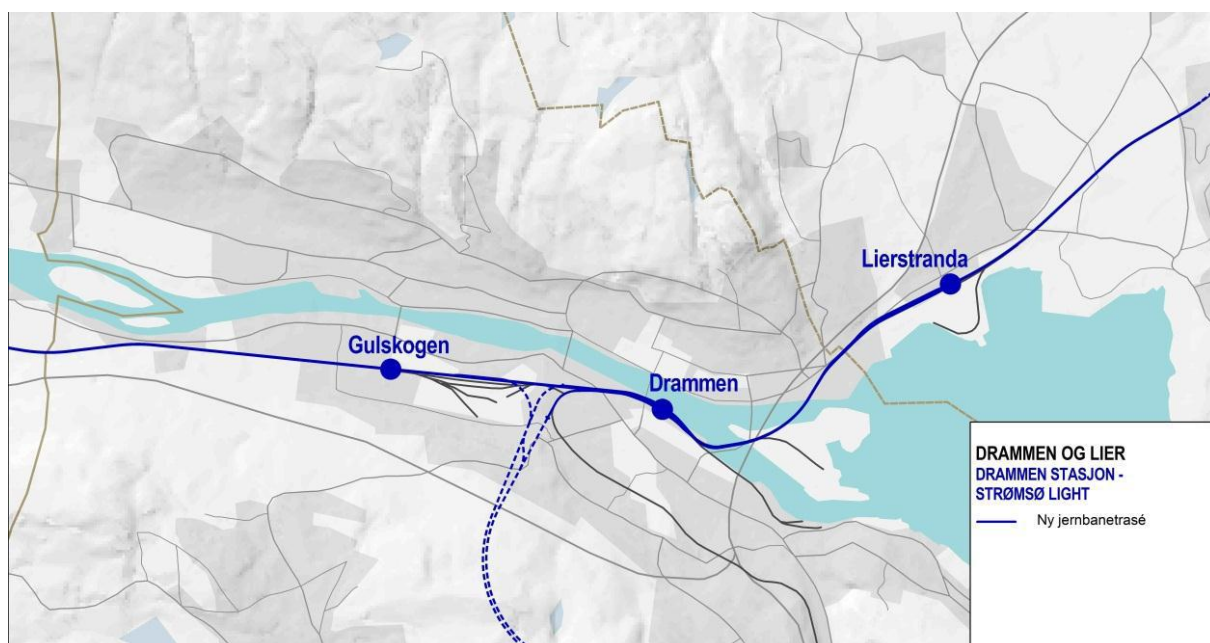 Lierstranda
Gulskogen
Drammen
DRAMMEN OG LIER
DRAMMEN STASJON -
STRØMSØ LIGHT
Ny jernbanetrasé